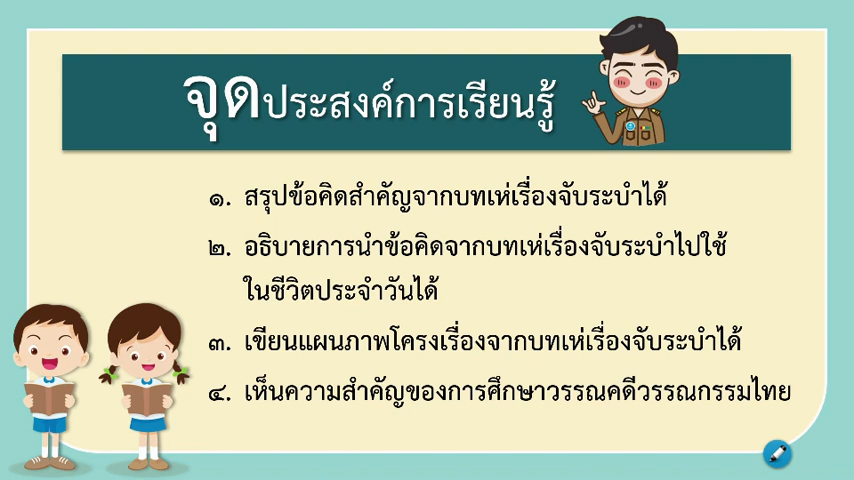 จุดประสงค์การเรียนรู้
๑. สรุปข้อคิดสำคัญจากบทเห่เรื่องจับระบำได้
๒. อธิบายการนำข้อคิดจากบทเห่เรื่องจับระบำไปใช้
ในชีวิตประจำวันได้
๓. เขียนแผนภาพโครงเรื่องจากบทเห่เรื่องจับระบำได้
๔. เห็นความสำคัญของการศึกษาวรรณคดีวรรณกรรมไทย